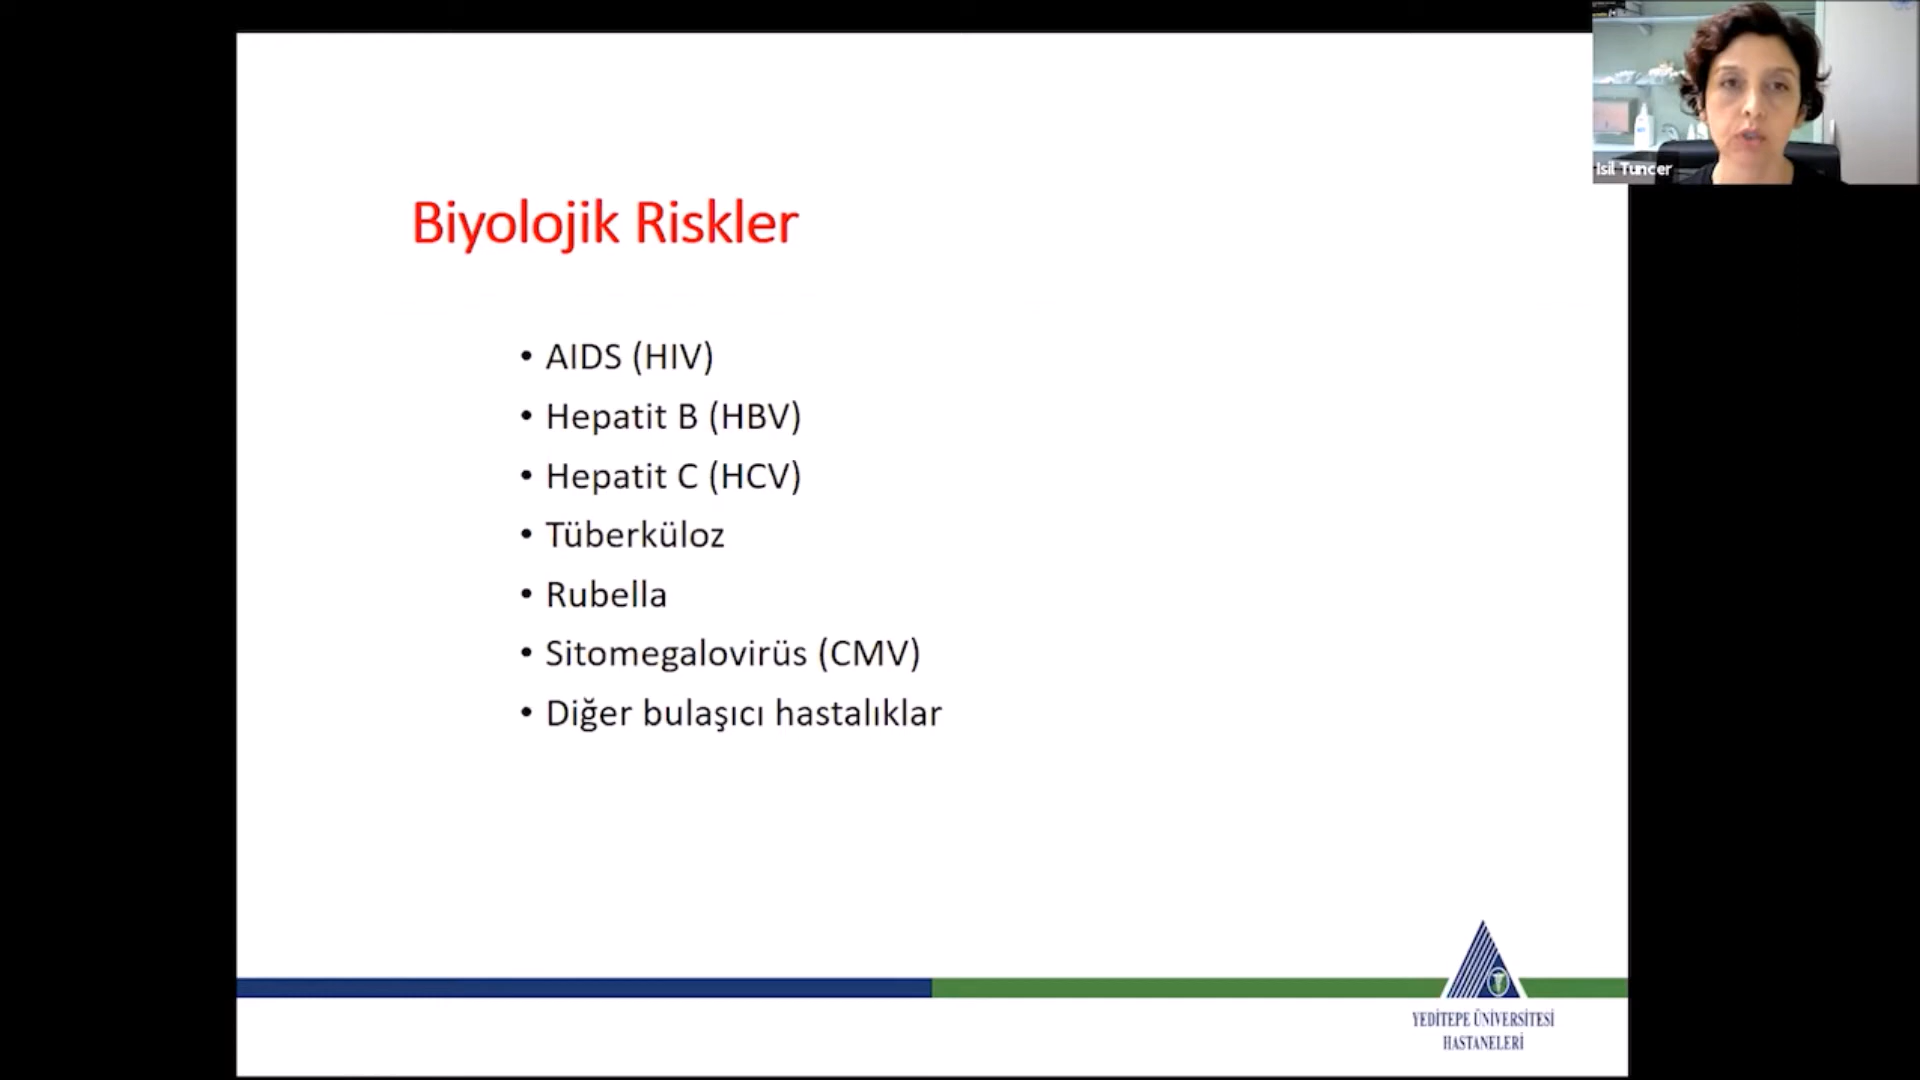 Isil Tuncer
Biyolojik Riskler
• AIDS (HIV)
• Hepatit B (HBV)
• Hepatit C (HCV)
• Tüberküloz
• Rubella
• Sitomegalovirüs (CMV)
• Diğer bulaşıcı hastalıklar
YEDİTEPE ÜNİVERSİTESİ
HASTANELERİ